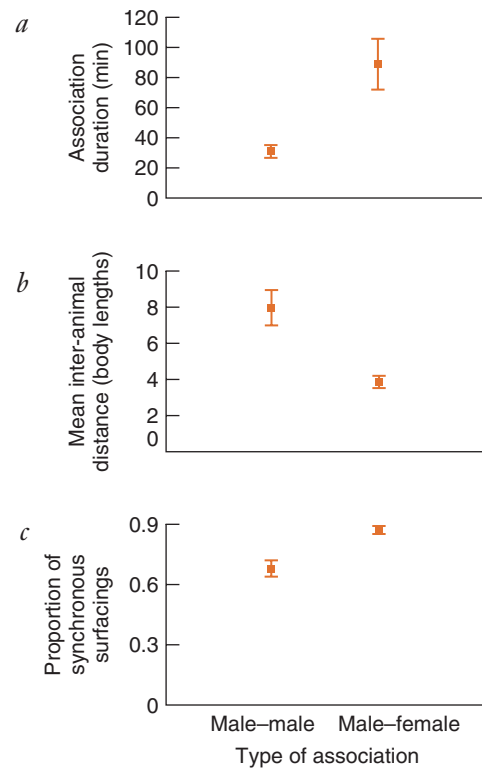 a
Association
duration (min)
120
100
80
60
40
20
0
b
Mean inter-animal
distance (body lengths)
10
8
6
4
2
0
c
Proportion of
synchronous
surfacings
0.9
0.6
0.3
0
Male–male Male–female
Type of association